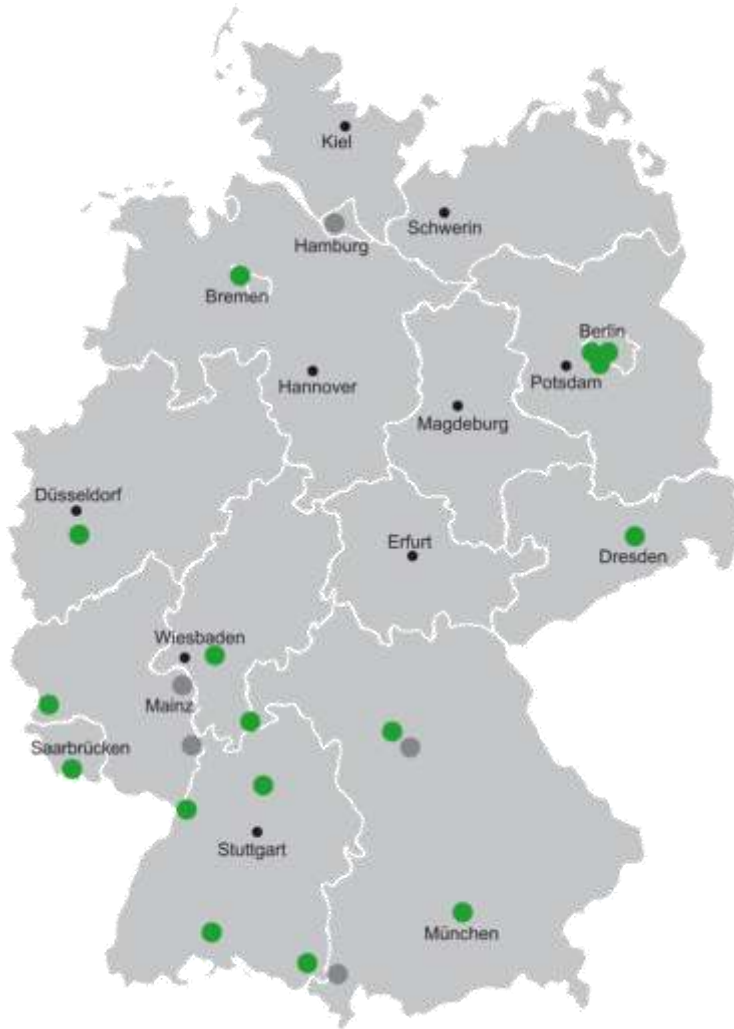 Kiel
Schwerin
Hamburg
Bremen
Berlin
Potsdam
Hannover
Magdeburg
Düsseldorf
Erfurt
Dresden
Wiesbaden
Mainz
Saarbrücken
Stuttgart
München